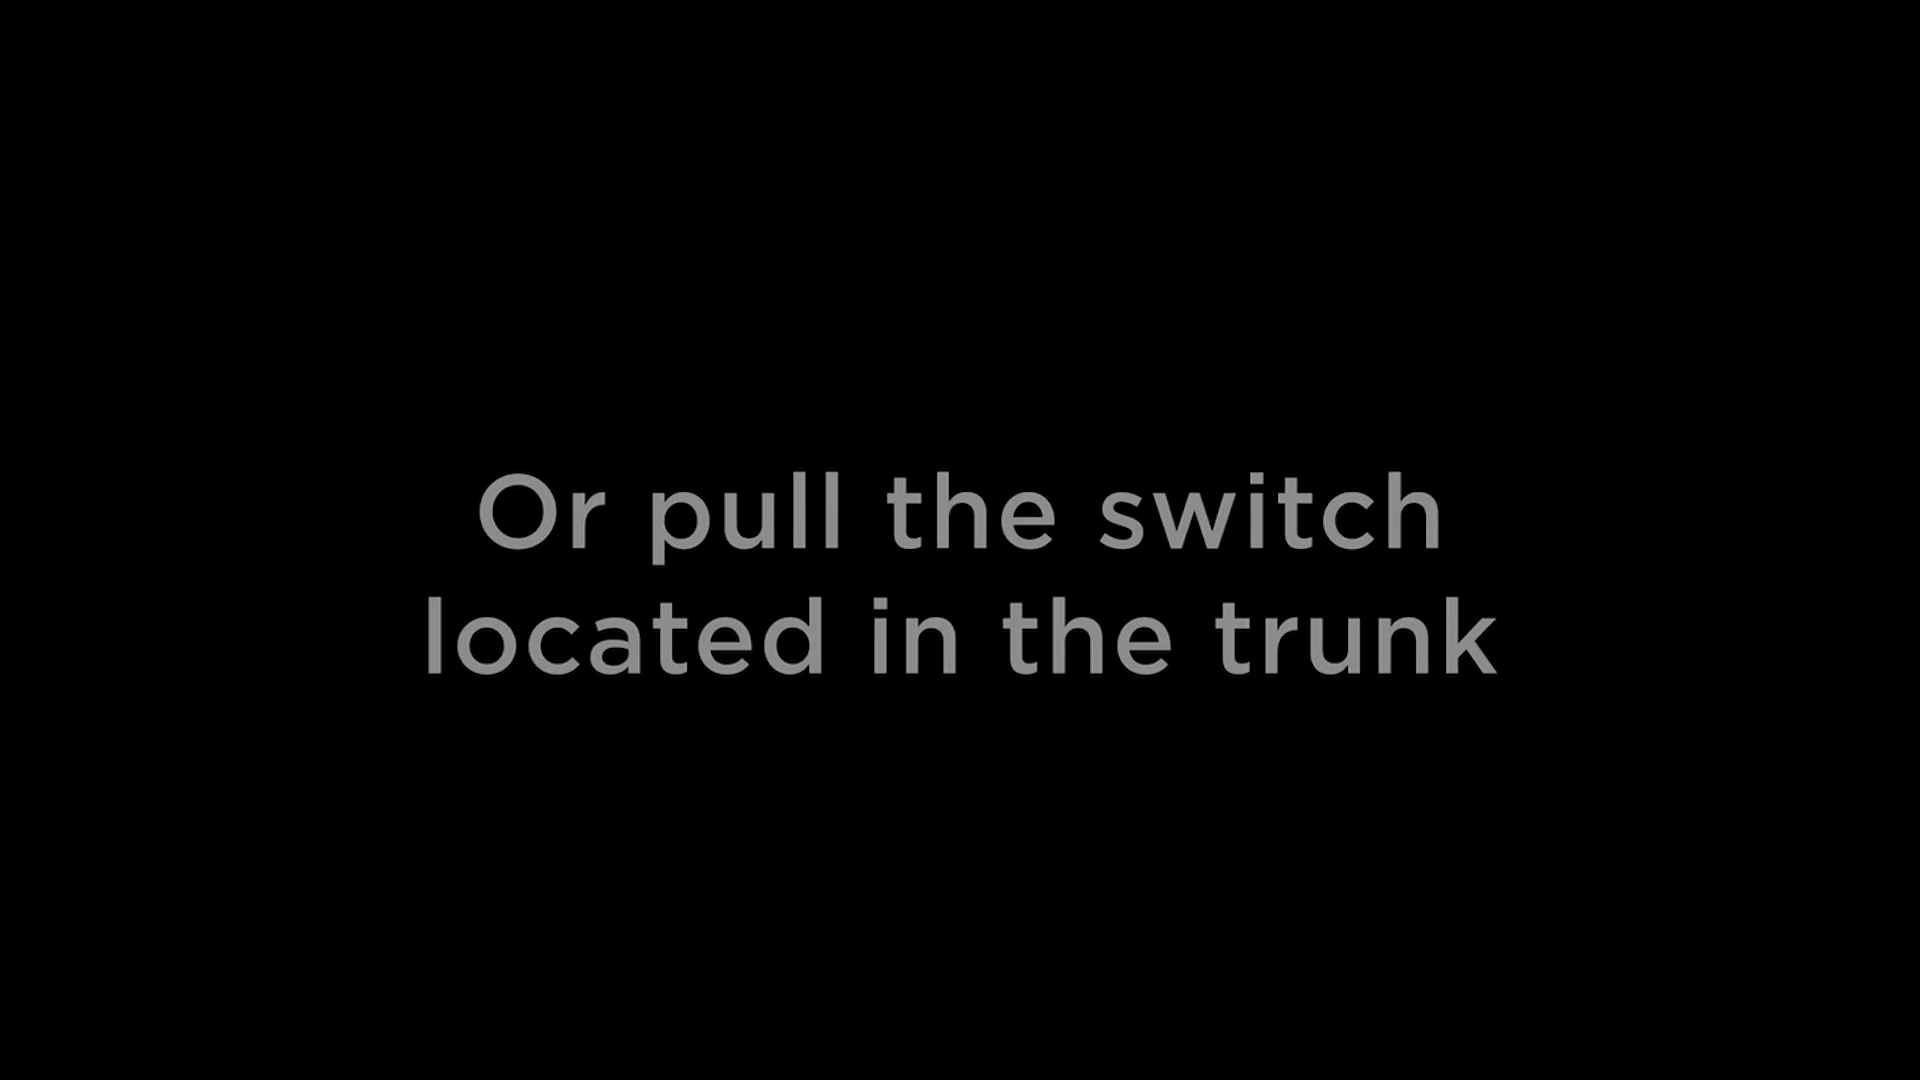 Or pull the switch
located in the trunk